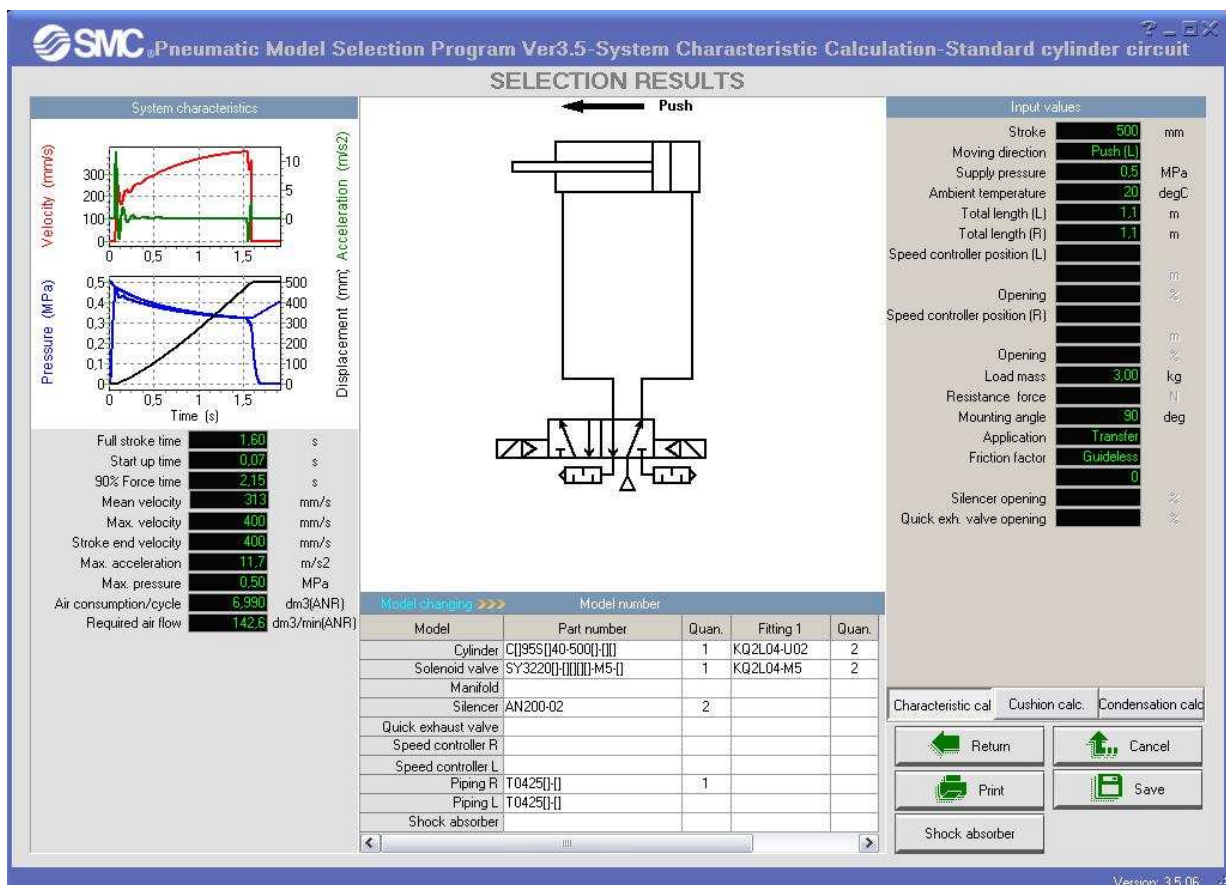 SMC Pneumatic Model Selection Program Ver3.5-System Characteristic Calculation-Standard cylinder circuit
SELECTION RESULTS
System characteristics
Velocity (mm/s)
300
200
100
0
10
5
0
Acceleration (m/s2)
0 0,5 1 1,5
Pressure (MPa)
0,5
0,4
0,3
0,2
0,1
0
500
400
300
200
100
0
Displacement (mm;
0 0,5 1 1,5
Time (s)
Full stroke time 1,60 s
Start up time 0,07 s
90% Force time 2,15 s
Mean velocity 313 mm/s
Max. velocity 400 mm/s
Stroke end velocity 400 mm/s
Max. acceleration 11,7 m/s2
Max. pressure 0,50 MPa
Air consumption/cycle 6,990 dm3(ANR)
Required air flow 142,6 dm3/min(ANR)
Push
Model changing >>> Model number
Model Part number Quan. Fitting 1 Quan.
Cylinder C[]95S[]40-500[]-[][] 1 KQ2L04-U02 2
Solenoid valve SY3220[]-[][][][]-M5-[] 1 KQ2L04-M5 2
Manifold
Silencer AN200-02 2
Quick exhaust valve
Speed controller R
Speed controller L
Piping R T0425[]-[] 1
Piping L T0425[]-[]
Shock absorber
Input values
Stroke 500 mm
Moving direction Push (L)
Supply pressure 0,5 MPa
Ambient temperature 20 degC
Total length (L) 1,1 m
Total length (R) 1,1 m
Speed controller position (L)
m
Opening %
Speed controller position (R)
m
Opening %
Load mass 3,00 kg
Resistance force N
Mounting angle 90 deg
Application Transfer
Friction factor Guideless
0
Silencer opening %
Quick exh. valve opening %
Characteristic cal Cushion calc. Condensation calc
Return Cancel
Print Save
Shock absorber
Version: 3.5.06